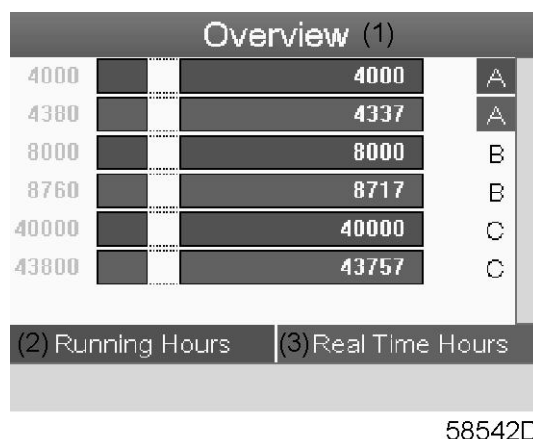 Overview (1)
4000 4000 A
4380 4337 A
8000 8000 B
8760 8717 B
40000 40000 C
43800 43757 C
(2) Running Hours (3) Real Time Hours
58542D